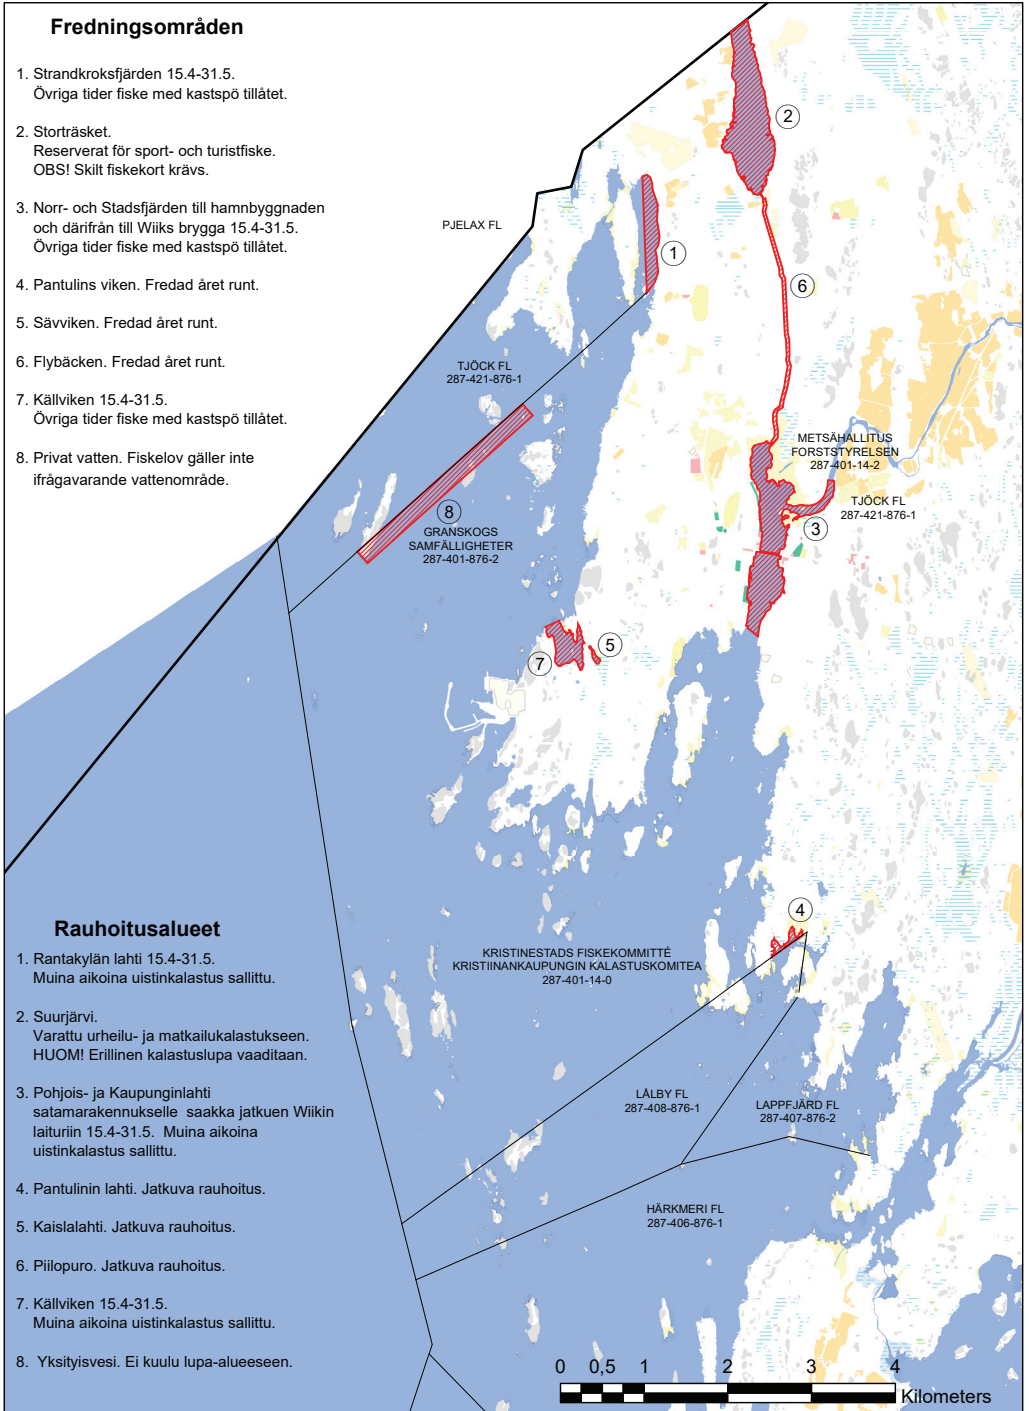 Fredningsområden
1. Strandkroksfjärden 15.4-31.5.
Övriga tider fiske med kastspö tillåtet.
2. Storträsket.
Reserverat för sport- och turistfiske.
OBS! Skilt fiskekort krävs.
3. Norr- och Stadsfjärden till hamnbyggnaden
och därifrån till Wiiks brygga 15.4-31.5.
Övriga tider fiske med kastspö tillåtet.
4. Pantulins viken. Fredad året runt.
5. Sävviken. Fredad året runt.
6. Flybäcken. Fredad året runt.
7. Källviken 15.4-31.5.
Övriga tider fiske med kastspö tillåtet.
8. Privat vatten. Fiskelov gäller inte
ifrågavarande vattenområde.
2
PJELAX FL
1
6
TJÖCK FL
287-421-876-1
METSÄHALLITUS
FORSTSTYRELSEN
287-401-14-2
TJÖCK FL
287-421-876-1
8
3
GRANSKOGS
SAMFÄLLIGHETER
287-401-876-2
5
7
4
KRISTINESTADS FISKEKOMMITTÉ
KRISTIINANKAUPUNGIN KALASTUSKOMITEA
287-401-14-0
LÅLBY FL
287-408-876-1
LAPPFJÄRD FL
287-407-876-2
HÄRKMERI FL
287-406-876-1
Rauhoitusalueet
1. Rantakylän lahti 15.4-31.5.
Muina aikoina uistinkalastus sallittu.
2. Suurjärvi.
Varattu urheilu- ja matkailukalastukseen.
HUOM! Erillinen kalastuslupa vaaditaan.
3. Pohjois- ja Kaupunginlahti
satamarakennukselle saakka jatkuen Wiikin
laituriin 15.4-31.5. Muina aikoina
uistinkalastus sallittu.
4. Pantulinin lahti. Jatkuva rauhoitus.
5. Kaislalahti. Jatkuva rauhoitus.
6. Piilopuro. Jatkuva rauhoitus.
7. Källviken 15.4-31.5.
Muina aikoina uistinkalastus sallittu.
8. Yksityisvesi. Ei kuulu lupa-alueeseen.
0 0,5 1 2 3 4
Kilometers